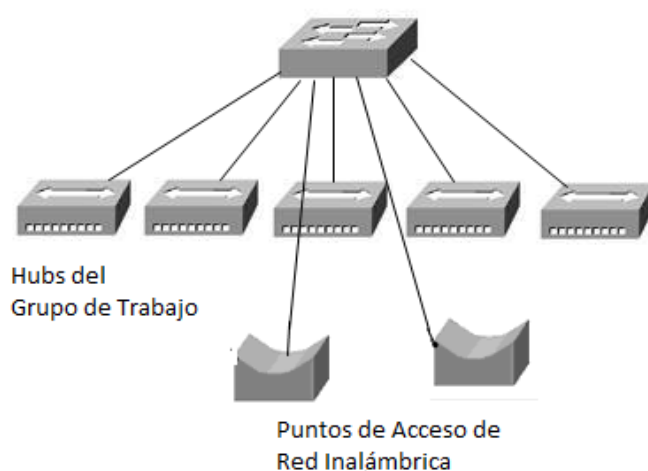 Hubs del
Grupo de Trabajo
Puntos de Acceso de
Red Inalámbrica